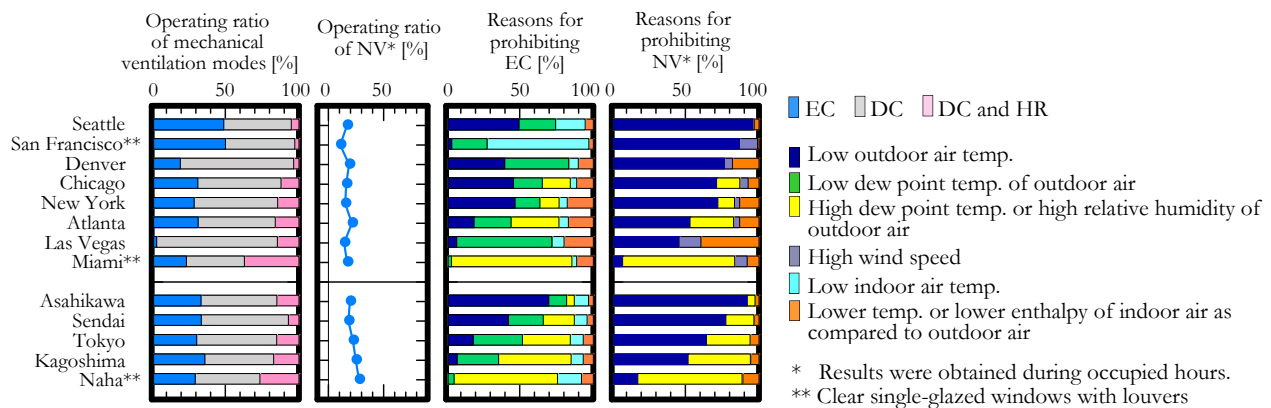 Operating ratio
of mechanical
ventilation modes [%]
0 50 100
Operating ratio
of NV* [%]
0 50
Reasons for
prohibiting
EC [%]
0 50 100
Reasons for
prohibiting
NV* [%]
0 50 100
Seattle
San Francisco**
Denver
Chicago
New York
Atlanta
Las Vegas
Miami**
Asahikawa
Sendai
Tokyo
Kagoshima
Naha**
EC DC DC and HR
Low outdoor air temp.
Low dew point temp. of outdoor air
High dew point temp. or high relative humidity of
outdoor air
High wind speed
Low indoor air temp.
Lower temp. or lower enthalpy of indoor air as
compared to outdoor air
* Results were obtained during occupied hours.
** Clear single-glazed windows with louvers